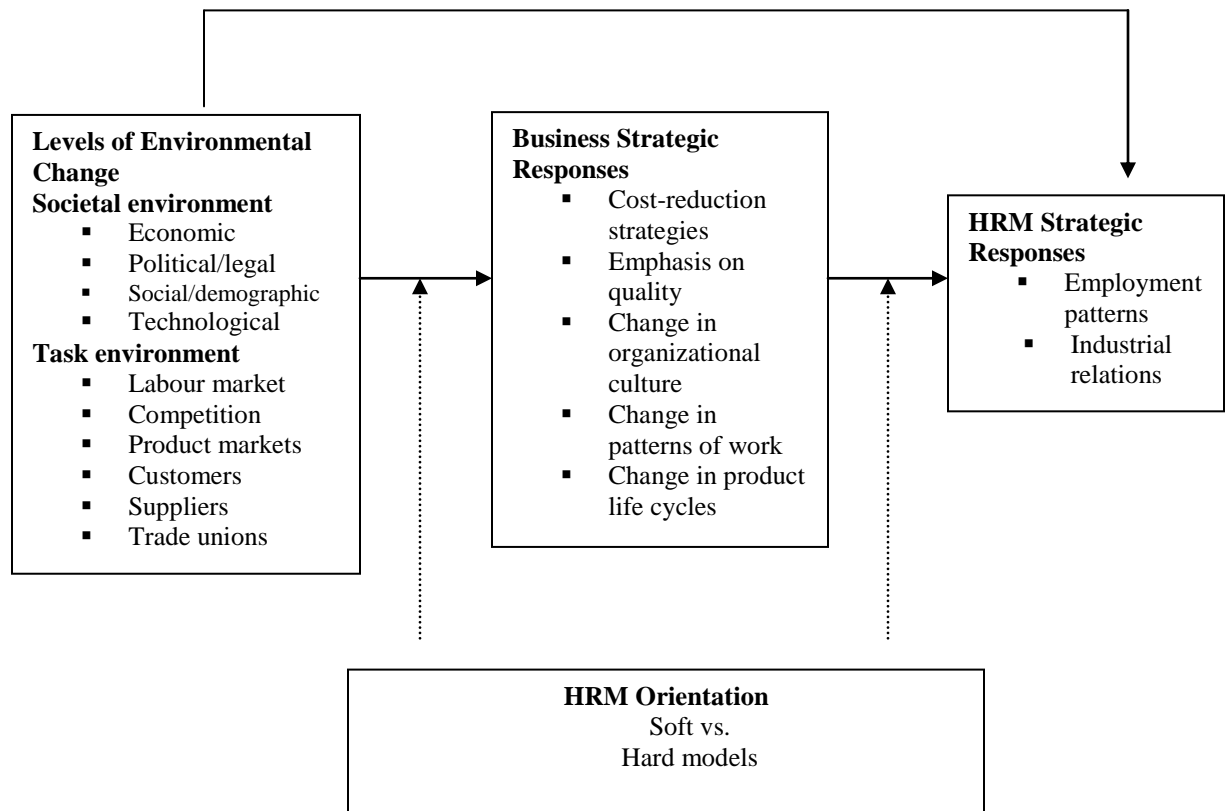 Levels of Environmental
Change
Societal environment
▪ Economic
▪ Political/legal
▪ Social/demographic
▪ Technological
Task environment
▪ Labour market
▪ Competition
▪ Product markets
▪ Customers
▪ Suppliers
▪ Trade unions
Business Strategic
Responses
▪ Cost-reduction
strategies
▪ Emphasis on
quality
▪ Change in
organizational
culture
▪ Change in
patterns of work
▪ Change in product
life cycles
HRM Strategic
Responses
▪ Employment
patterns
▪ Industrial
relations
HRM Orientation
Soft vs.
Hard models